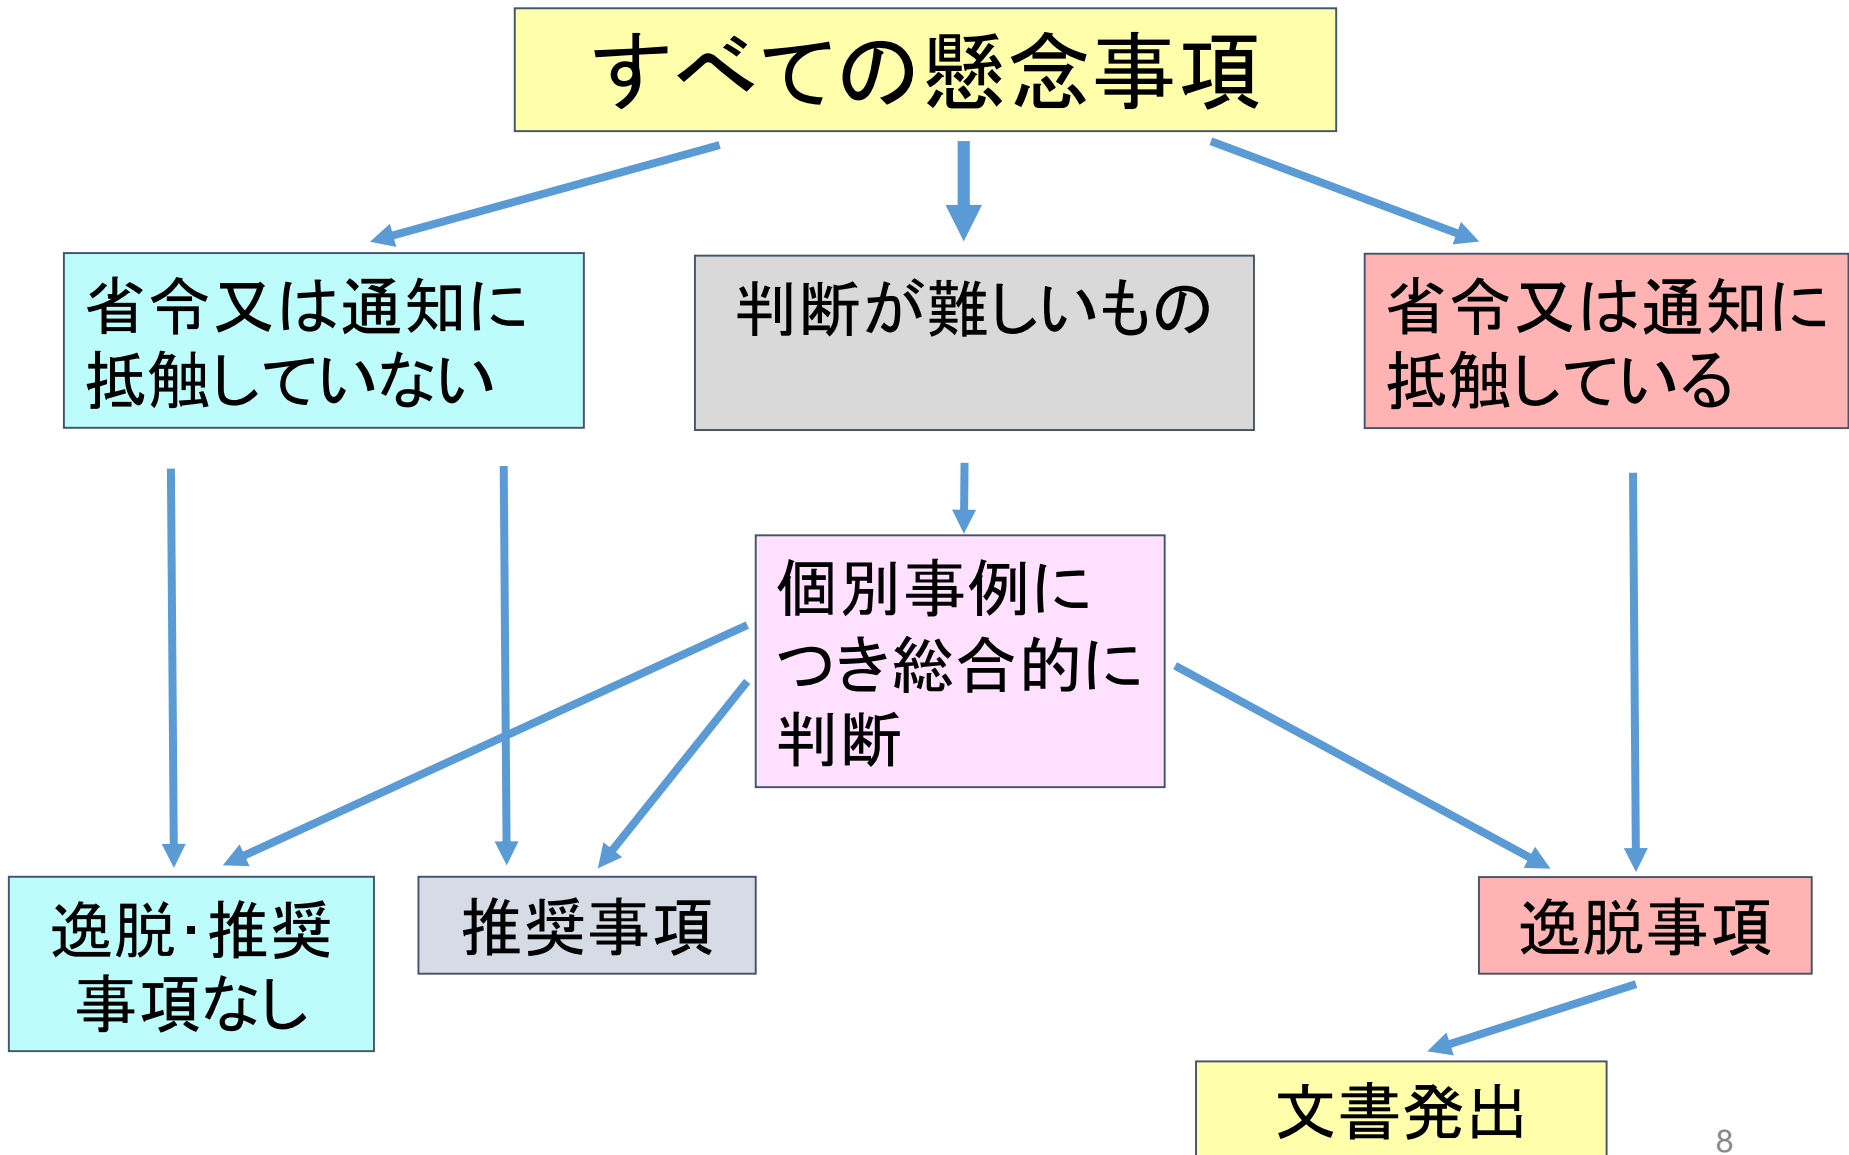 すべての懸念事項
省令又は通知に
抵触していない
判断が難しいもの
省令又は通知に
抵触している
個別事例に
つき総合的に
判断
逸脱・推奨
事項なし
推奨事項
逸脱事項
文書発出
8